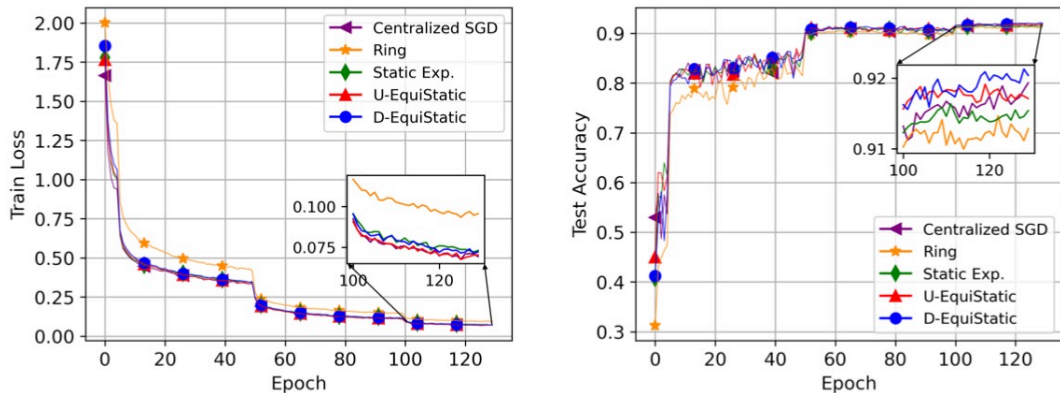 2.00
1.75
1.50
1.25
1.00
0.75
0.50
0.25
0.00
Train Loss
Centralized SGD
Ring
Static Exp.
U-EquiStatic
D-EquiStatic
0.100
0.075
100
120
0
20
40
60
80
100
120
Epoch
0.9
0.8
0.7
0.6
0.5
0.4
0.3
Test Accuracy
0.92
0.91
100
120
Centralized SGD
Ring
Static Exp.
U-EquiStatic
D-EquiStatic
0
20
40
60
80
100
120
Epoch